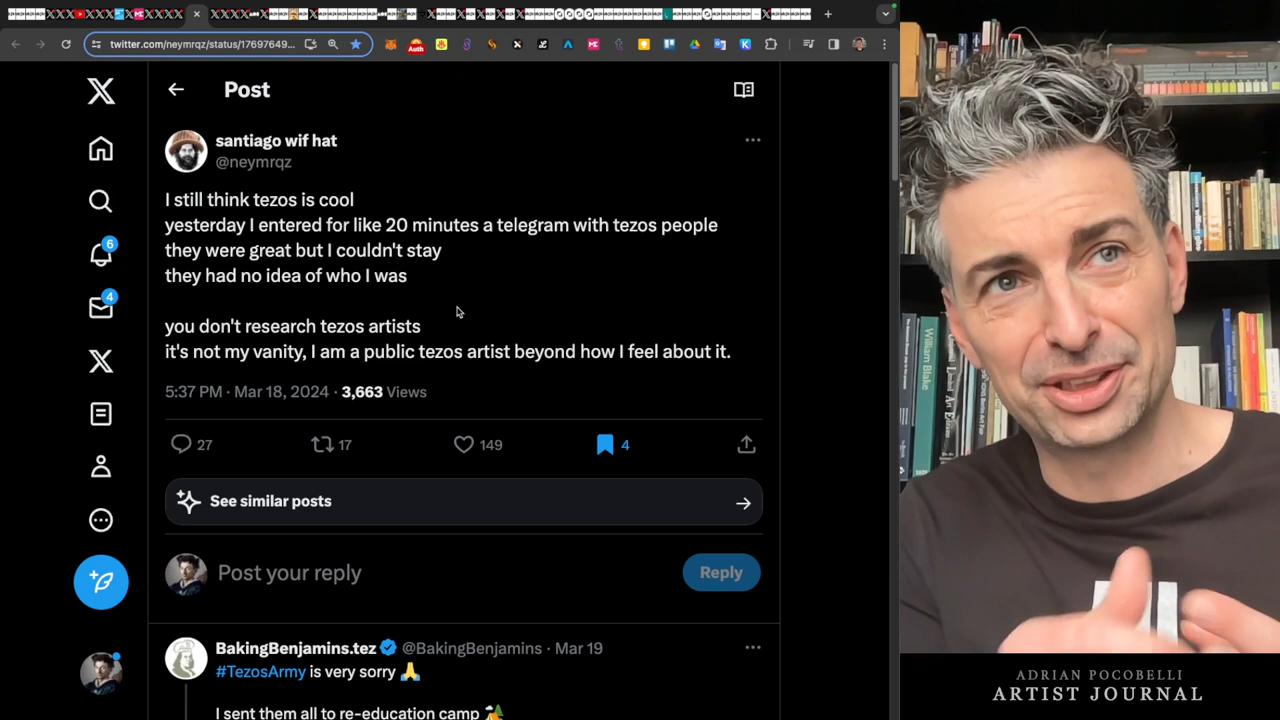 twitter.com/neymrqz/status/17697649...
Auth
Post
santiago wif hat
@neymrqz
I still think tezos is cool
yesterday I entered for like 20 minutes a telegram with tezos people
they were great but I couldn't stay
they had no idea of who I was
you don't research tezos artists
it's not my vanity, I am a public tezos artist beyond how I feel about it.
5:37 PM · Mar 18, 2024 · 3,663 Views
27 17 149 4
See similar posts
Post your reply
Reply
BakingBenjamins.tez @BakingBenjamins · Mar 19
#TezosArmy is very sorry 🙏
I sent them all to re-education camp 🏕️
6
4
William Blake
ADRIAN POCOBELLI
ARTIST JOURNAL